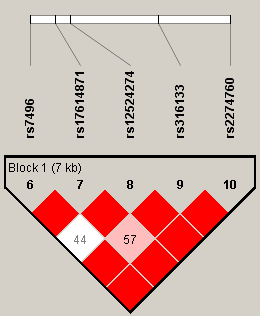 rs7496
rs17614871
rs12524274
rs316133
rs2274760
Block 1 (7 kb)
6 7 8 9 10
44 57